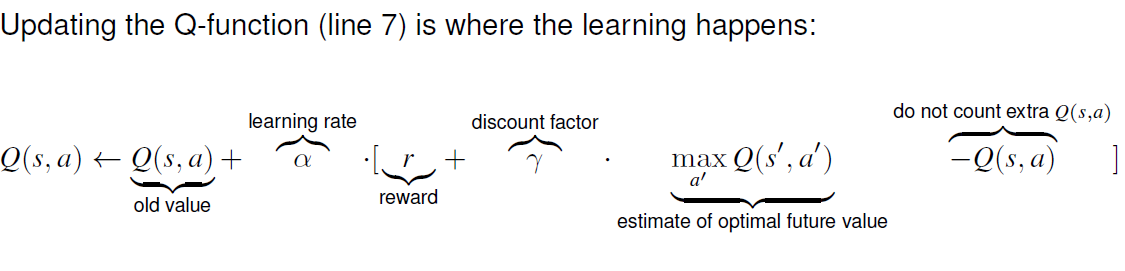 Updating the Q-function (line 7) is where the learning happens:
do not count extra Q(s,a)
learning rate
discount factor
Q(s, a) ← Q(s, a) + α ·[ r + γ · max Q(s′, a′) −Q(s, a) ]
a′
reward
old value
estimate of optimal future value